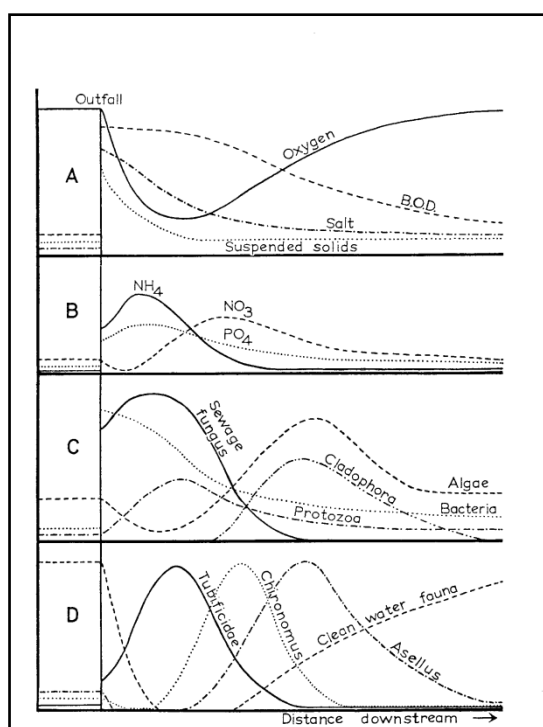 Outfall
A
Oxygen
B.O.D.
Salt
Suspended solids
B
NH4
NO3
PO4
C
Sewage fungus
Cladophora
Algae
Bacteria
Protozoa
D
Tubificidae
Chironomus
Clean water fauna
Asellus
Distance downstream →